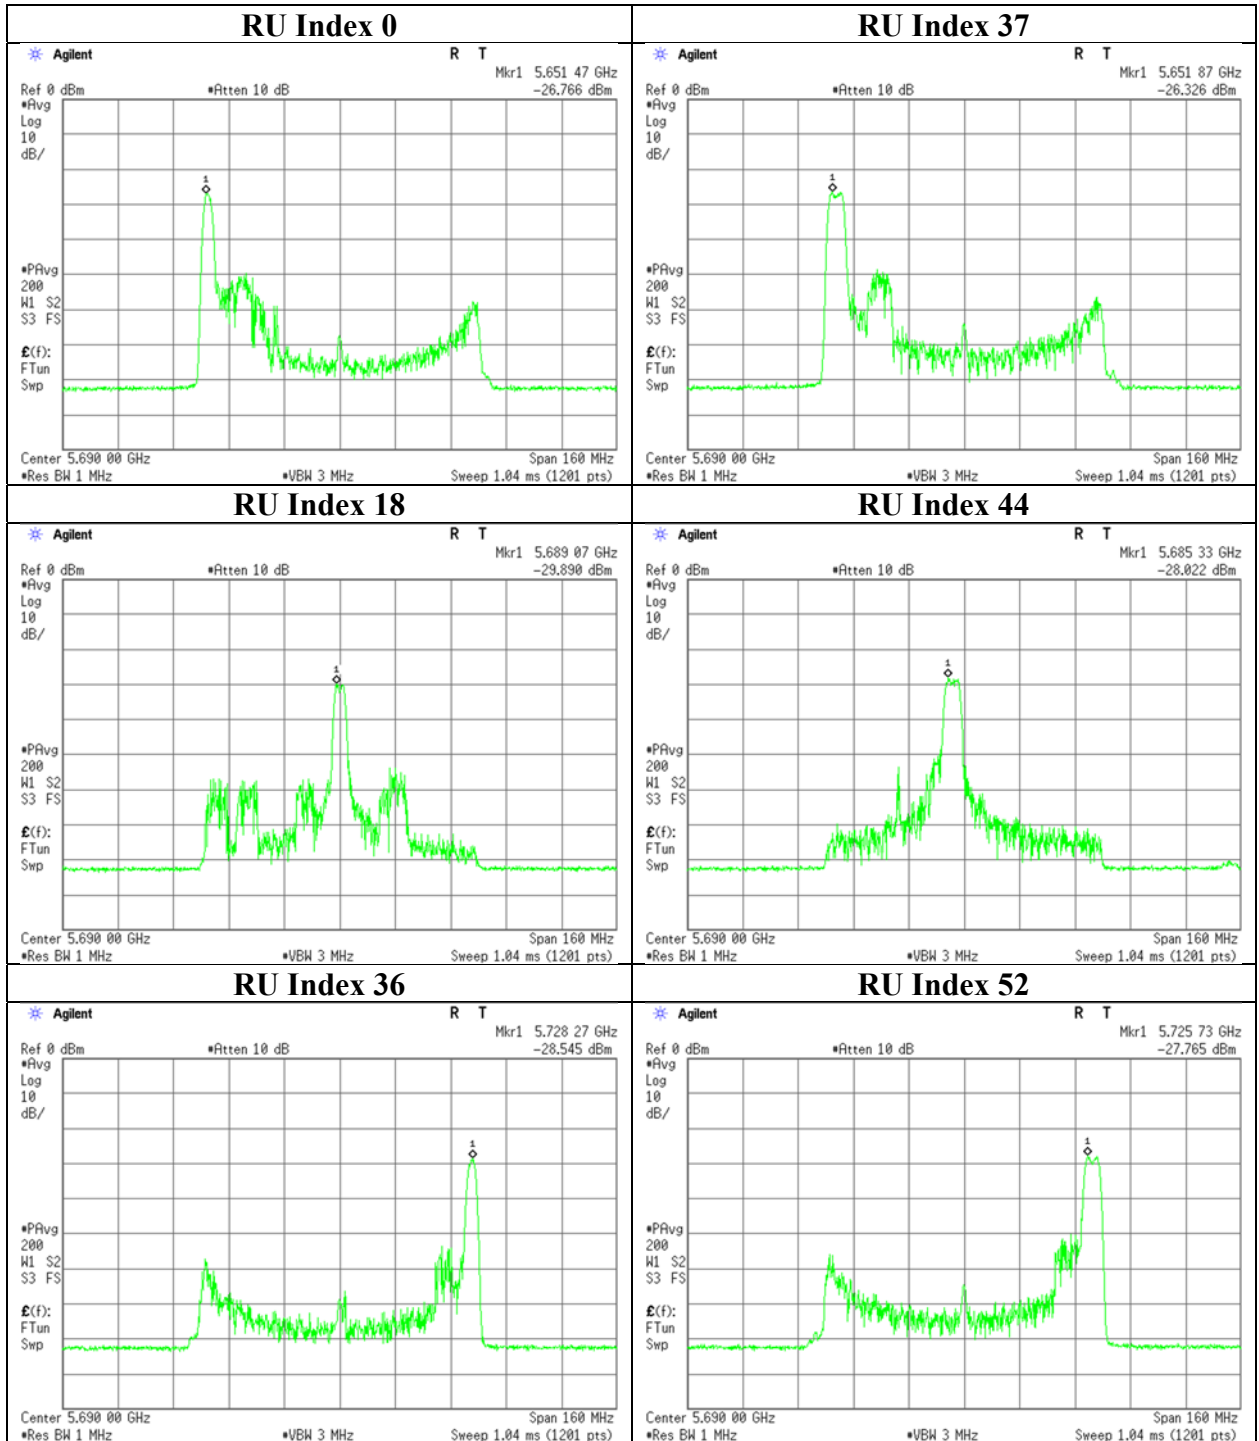 RU Index 0
Agilent
R T
Mkr1 5.651 47 GHz
Ref 0 dBm *Atten 10 dB -26.766 dBm
*Avg
Log
10
dB/
1
*PAvg
200
W1 S2
S3 FS
£(f):
FTun
Swp
Center 5.690 00 GHz Span 160 MHz
*Res BW 1 MHz *VBW 3 MHz Sweep 1.04 ms (1201 pts)
RU Index 37
Agilent
R T
Mkr1 5.651 87 GHz
Ref 0 dBm *Atten 10 dB -26.326 dBm
*Avg
Log
10
dB/
1
*PAvg
200
W1 S2
S3 FS
£(f):
FTun
Swp
Center 5.690 00 GHz Span 160 MHz
*Res BW 1 MHz *VBW 3 MHz Sweep 1.04 ms (1201 pts)
RU Index 18
Agilent
R T
Mkr1 5.689 07 GHz
Ref 0 dBm *Atten 10 dB -29.890 dBm
*Avg
Log
10
dB/
1
*PAvg
200
W1 S2
S3 FS
£(f):
FTun
Swp
Center 5.690 00 GHz Span 160 MHz
*Res BW 1 MHz *VBW 3 MHz Sweep 1.04 ms (1201 pts)
RU Index 44
Agilent
R T
Mkr1 5.685 33 GHz
Ref 0 dBm *Atten 10 dB -28.022 dBm
*Avg
Log
10
dB/
1
*PAvg
200
W1 S2
S3 FS
£(f):
FTun
Swp
Center 5.690 00 GHz Span 160 MHz
*Res BW 1 MHz *VBW 3 MHz Sweep 1.04 ms (1201 pts)
RU Index 36
Agilent
R T
Mkr1 5.728 27 GHz
Ref 0 dBm *Atten 10 dB -28.545 dBm
*Avg
Log
10
dB/
1
*PAvg
200
W1 S2
S3 FS
£(f):
FTun
Swp
Center 5.690 00 GHz Span 160 MHz
*Res BW 1 MHz *VBW 3 MHz Sweep 1.04 ms (1201 pts)
RU Index 52
Agilent
R T
Mkr1 5.725 73 GHz
Ref 0 dBm *Atten 10 dB -27.765 dBm
*Avg
Log
10
dB/
1
*PAvg
200
W1 S2
S3 FS
£(f):
FTun
Swp
Center 5.690 00 GHz Span 160 MHz
*Res BW 1 MHz *VBW 3 MHz Sweep 1.04 ms (1201 pts)